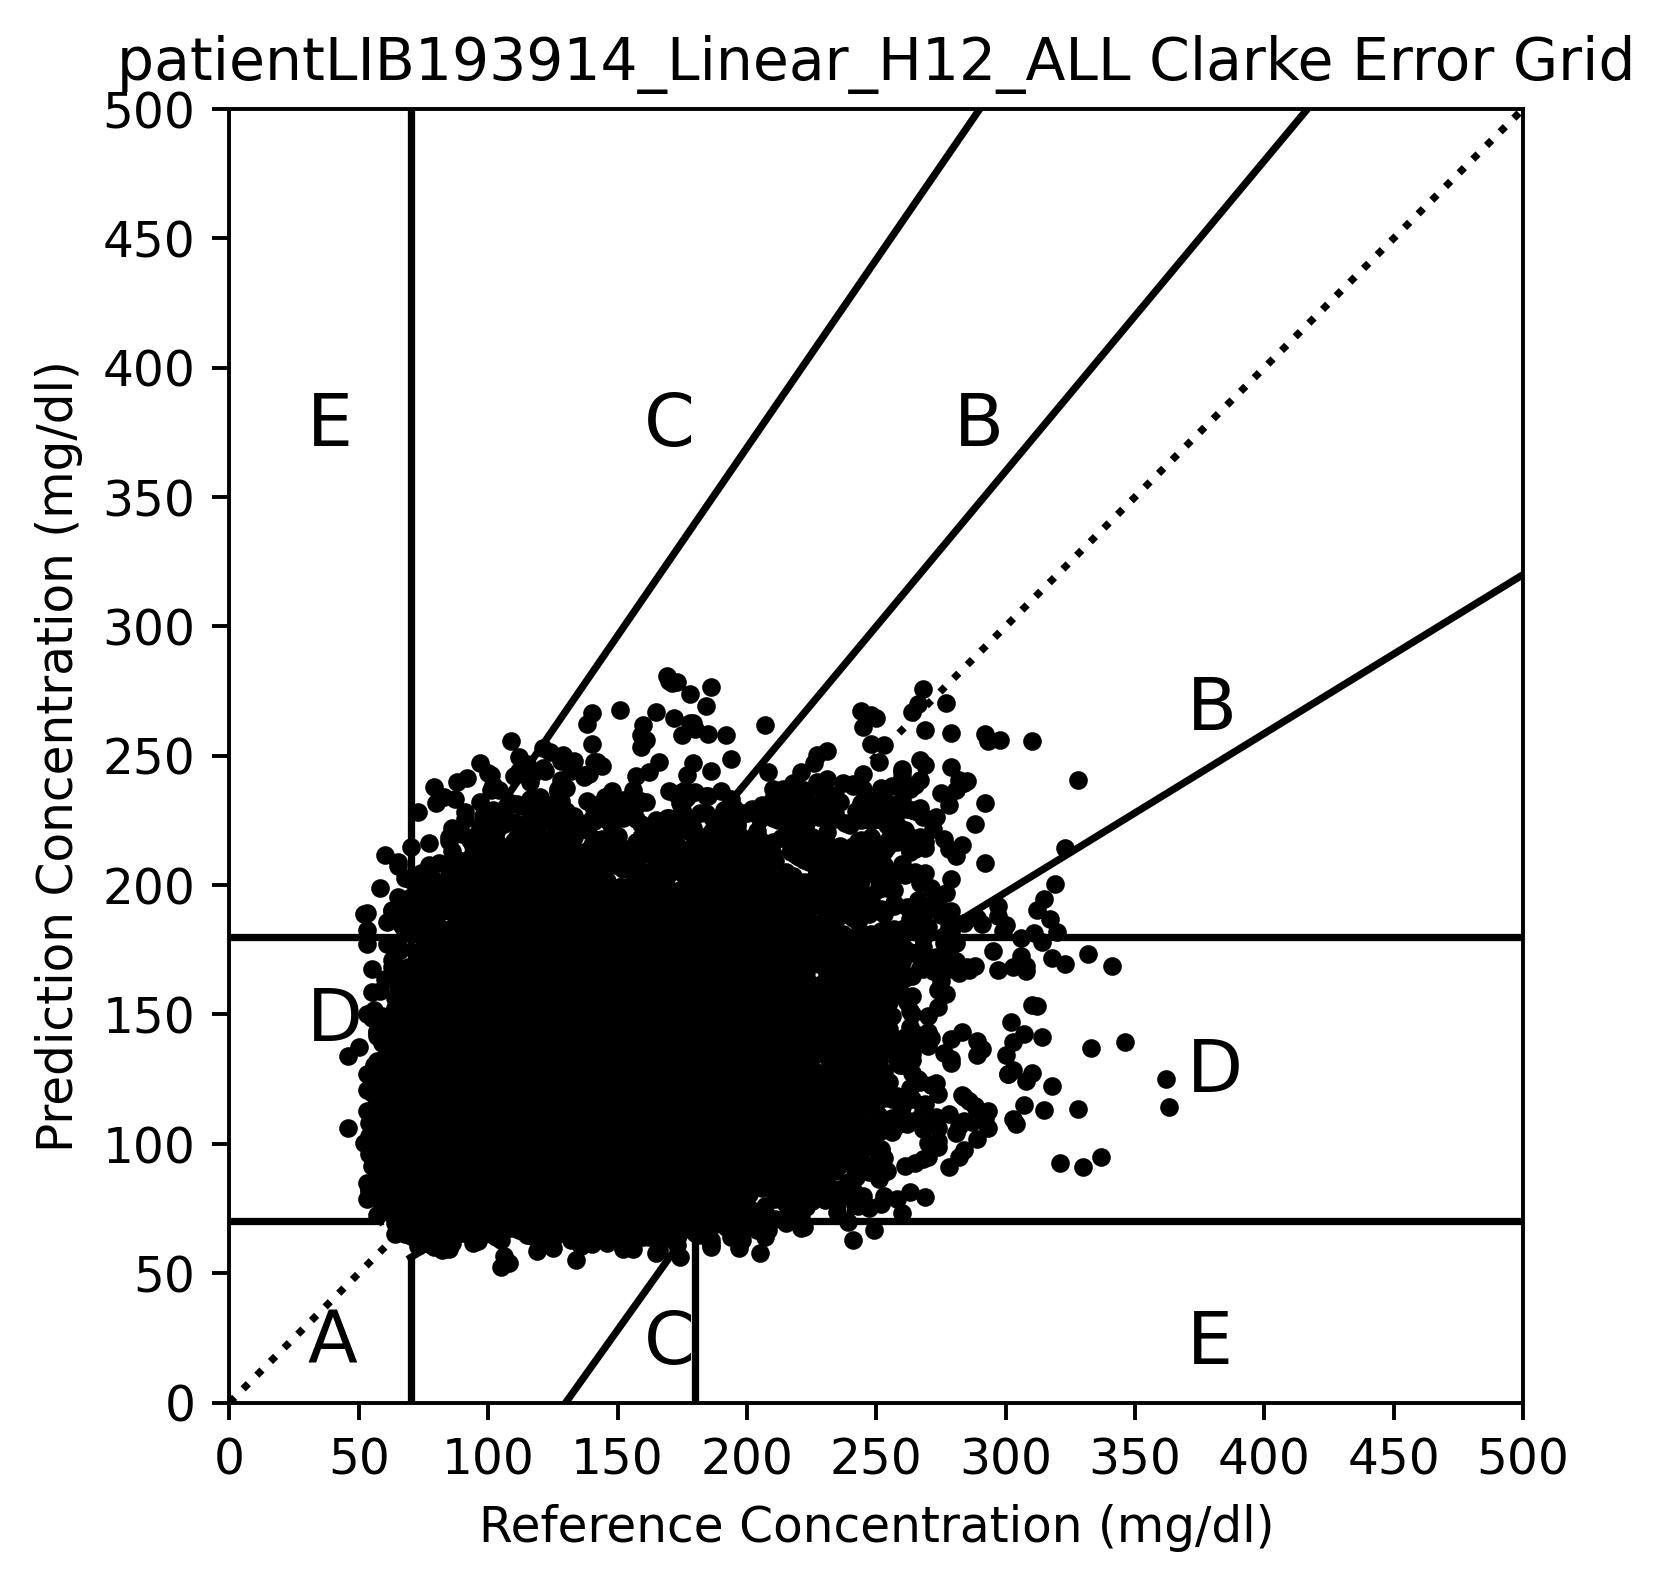 patientLIB193914_Linear_H12_ALL Clarke Error Grid
500
450
400
350
300
250
200
150
100
50
0
Prediction Concentration (mg/dl)
E
C
B
B
D
D
A
C
E
0 50 100 150 200 250 300 350 400 450 500
Reference Concentration (mg/dl)